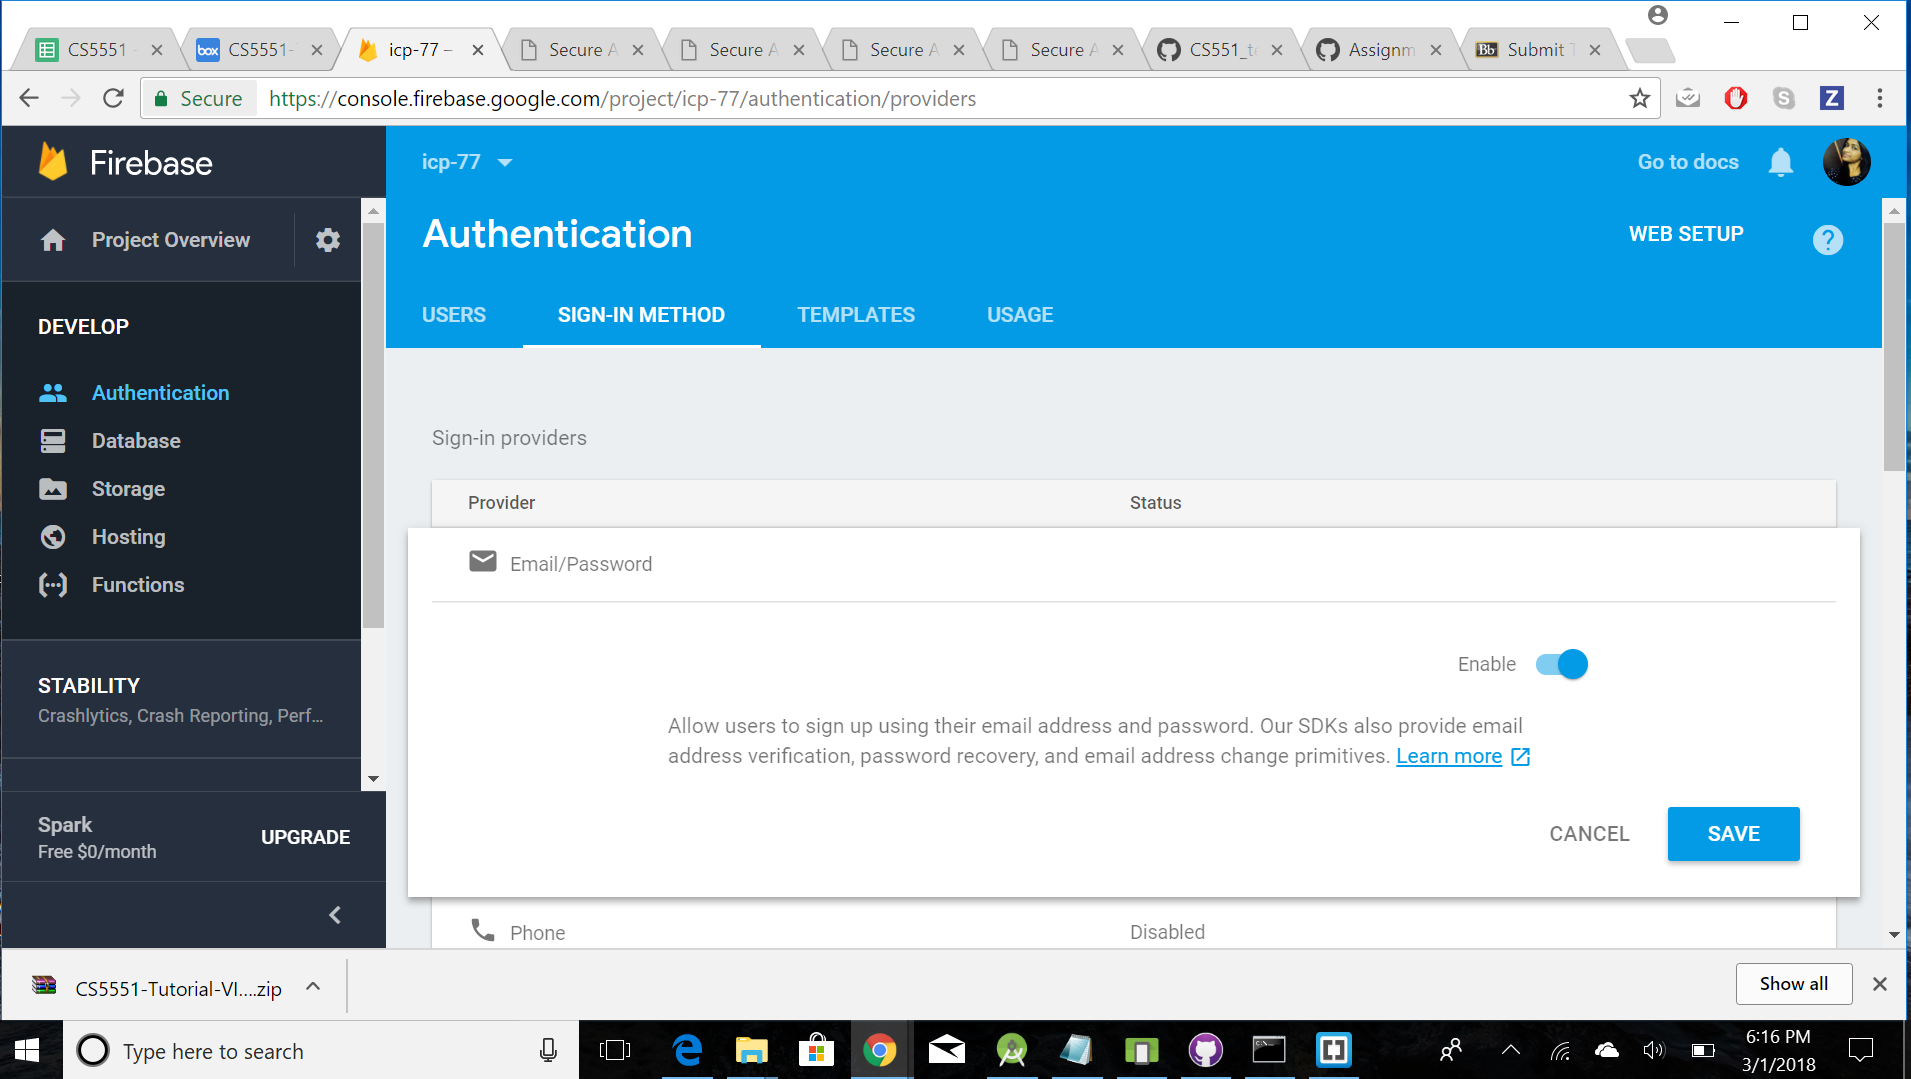 CS5551
CS5551-
icp-77 –
Secure A
Secure A
Secure A
Secure A
CS551_te
Assignm
Bb
Submit T
box
Secure
https://console.firebase.google.com/project/icp-77/authentication/providers
S
Z
Firebase
icp-77
Go to docs
Project Overview
Authentication
WEB SETUP
?
USERS
SIGN-IN METHOD
TEMPLATES
USAGE
DEVELOP
Authentication
Database
Storage
Hosting
Functions
STABILITY
Crashlytics, Crash Reporting, Perf...
Spark
Free $0/month
UPGRADE
Sign-in providers
Provider
Status
Email/Password
Enable
Allow users to sign up using their email address and password. Our SDKs also provide email
address verification, password recovery, and email address change primitives. Learn more
CANCEL
SAVE
Phone
Disabled
CS5551-Tutorial-VI....zip
Show all
Type here to search
6:16 PM
3/1/2018